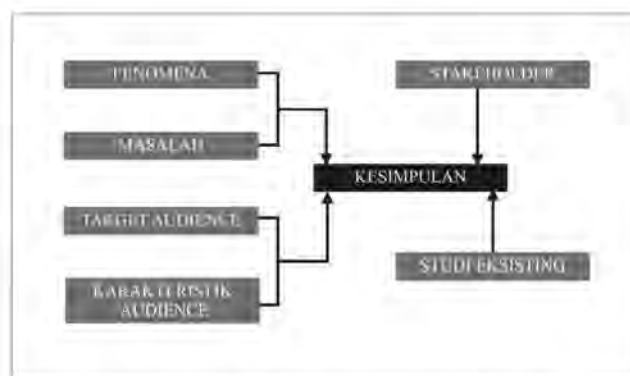 FENOMENA
MASALAH
TARGET AUDIENCE
KARAKTERISTIK
AUDIENCE
STAKEHOLDER
KESIMPULAN
STUDI EKSISTING